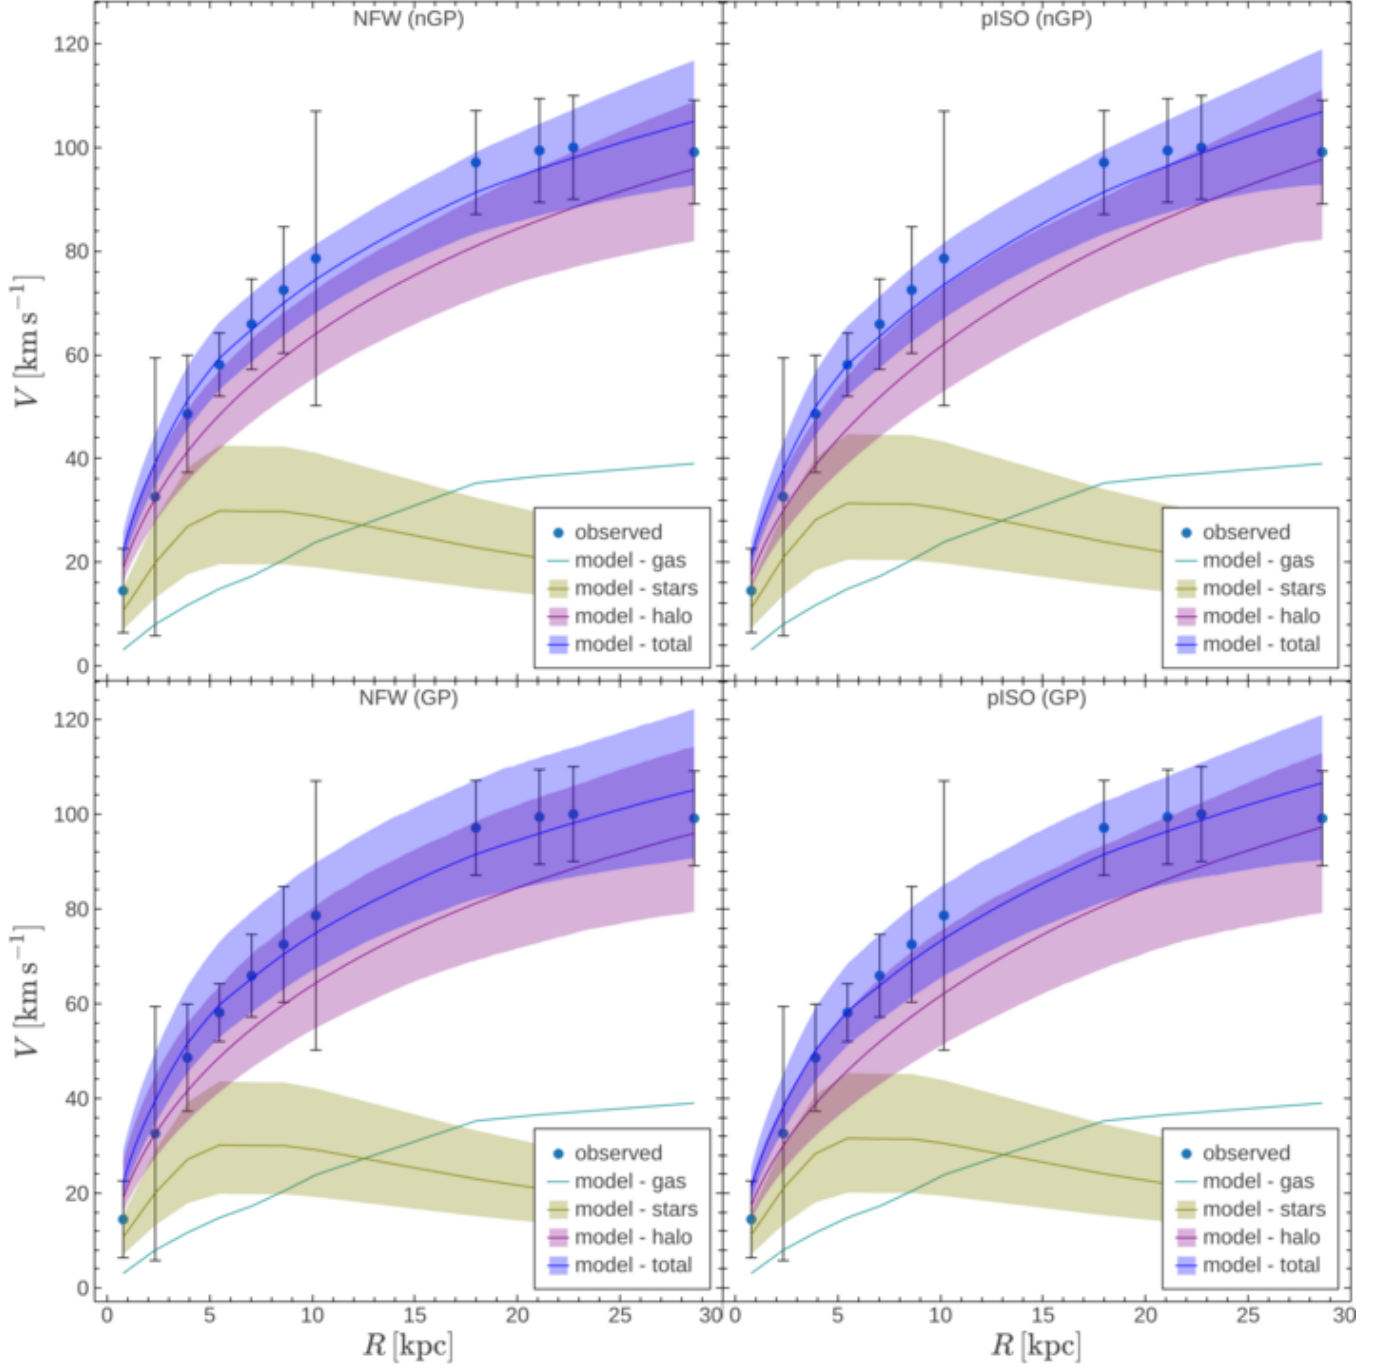 NFW (nGP)
pISO (nGP)
120
100
80
60
40
20
0
V [km s⁻¹]
observed
model - gas
model - stars
model - halo
model - total
observed
model - gas
model - stars
model - halo
model - total
NFW (GP)
pISO (GP)
120
100
80
60
40
20
0
V [km s⁻¹]
observed
model - gas
model - stars
model - halo
model - total
observed
model - gas
model - stars
model - halo
model - total
0 5 10 15 20 25 30
0 5 10 15 20 25 30
R [kpc]
R [kpc]